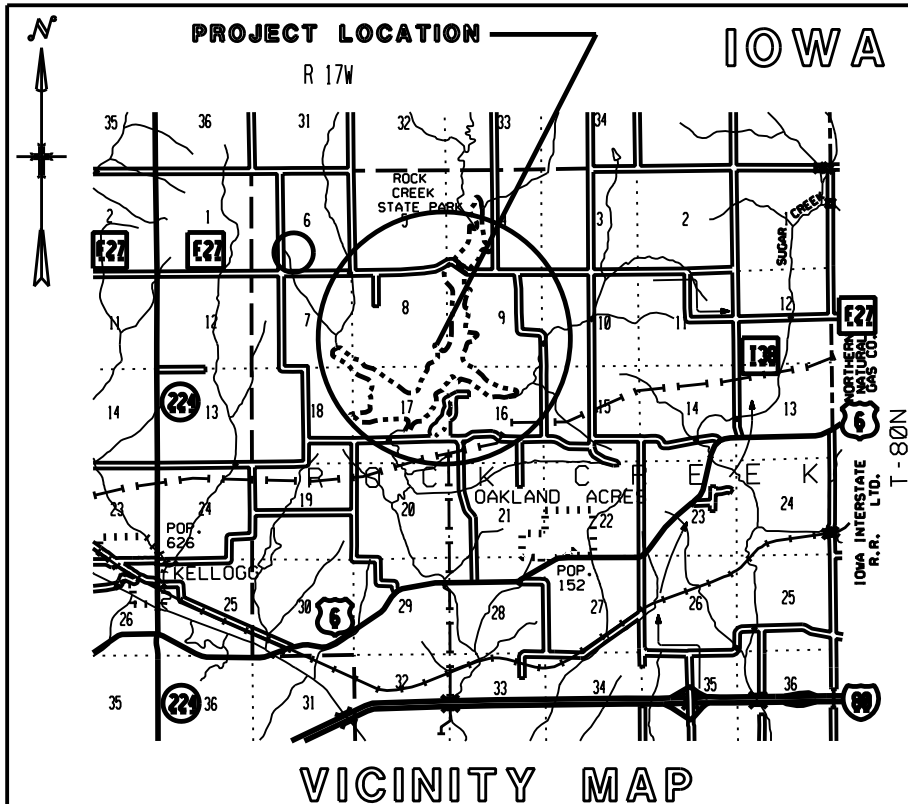 N
PROJECT LOCATION
IOWA
R 17W
35 36 31 32 33 34
ROCK
CREEK
STATE PARK
2 1 6 5 4 3 2
SUGAR CREEK
E27 E27
12
E27
11 12 7 8 9 10 11
I38
NORTHERN
NATURAL
GAS CO.
224
14 13 18 17 16 15 14 13
6
T-80N
ROCK CREEK
19
OAKLAND ACRES
23 24 20 21 22 23 24
POP.
626
IOWA INTERSTATE
LTD.
R.R.
KELLOGG
POP.
152
26 25 30 29 28 27 26 25
6
32
35 36 31 33 34 35 36
224
80
VICINITY MAP